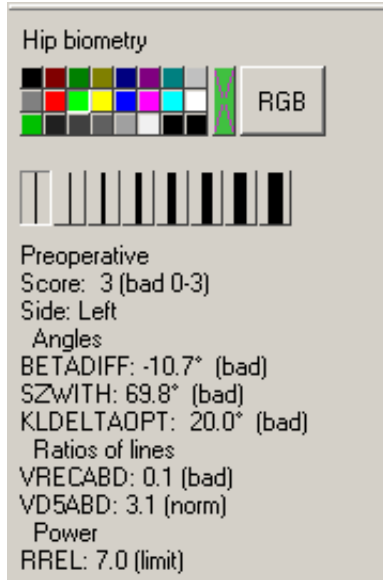 Hip biometry
RGB
Preoperative
Score: 3 (bad 0-3)
Side: Left
Angles
BETADIFF: -10.7° (bad)
SZWITH: 69.8° (bad)
KLDELTAOPT: 20.0° (bad)
Ratios of lines
VRECABD: 0.1 (bad)
VD5ABD: 3.1 (norm)
Power
RREL: 7.0 (limit)